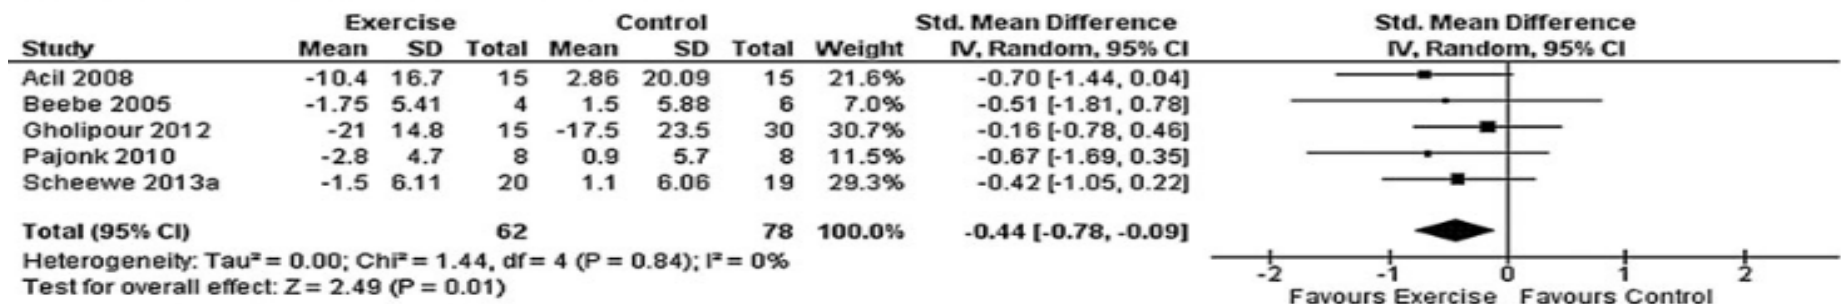 Exercise Control Std. Mean Difference Std. Mean Difference
Study Mean SD Total Mean SD Total Weight IV, Random, 95% CI IV, Random, 95% CI
Acil 2008 -10.4 16.7 15 2.86 20.09 15 21.6% -0.70 [-1.44, 0.04]
Beebe 2005 -1.75 5.41 4 1.5 5.88 6 7.0% -0.51 [-1.81, 0.78]
Gholipour 2012 -21 14.8 15 -17.5 23.5 30 30.7% -0.16 [-0.78, 0.46]
Pajonk 2010 -2.8 4.7 8 0.9 5.7 8 11.5% -0.67 [-1.69, 0.35]
Scheewe 2013a -1.5 6.11 20 1.1 6.06 19 29.3% -0.42 [-1.05, 0.22]
Total (95% CI) 62 78 100.0% -0.44 [-0.78, -0.09]
Heterogeneity: Tau² = 0.00; Chi² = 1.44, df = 4 (P = 0.84); I² = 0%
Test for overall effect: Z = 2.49 (P = 0.01)
-2 -1 0 1 2
Favours Exercise Favours Control